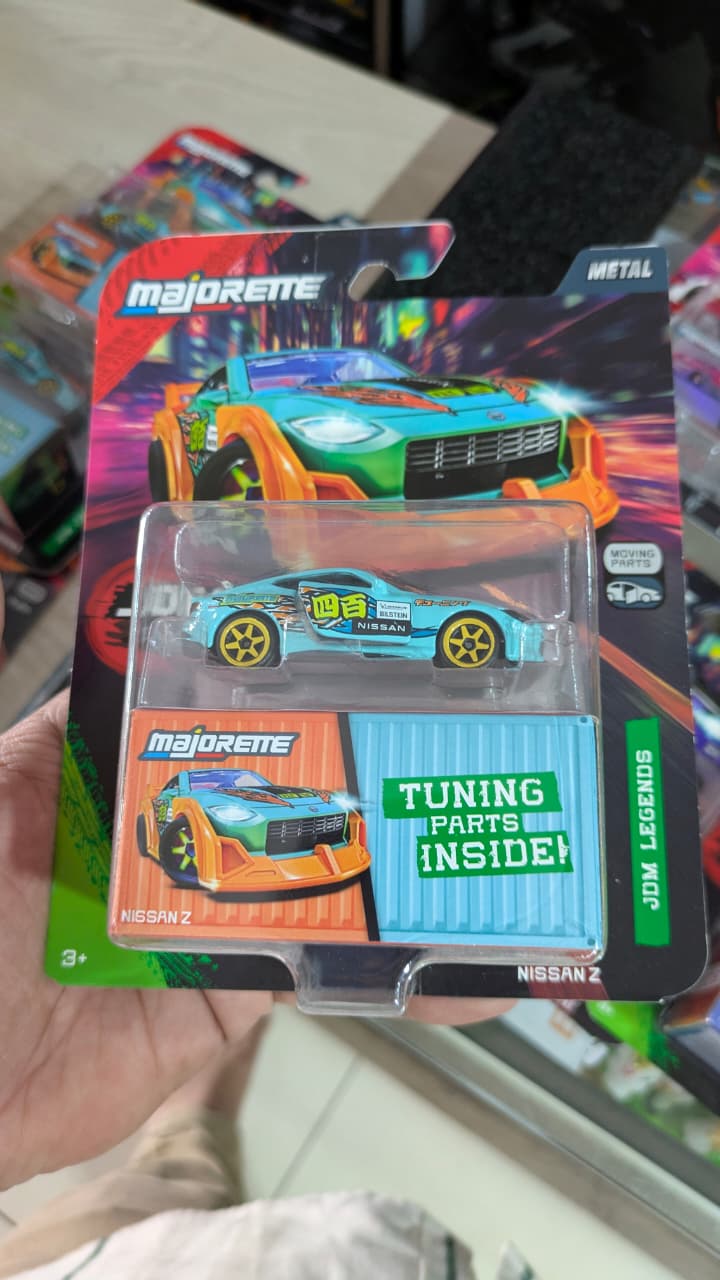 majorette
METAL
MOVING
PARTS
四百
BILSTEIN
NISSAN
majorette
TUNING
PARTS
INSIDE!
NISSAN Z
JDM LEGENDS
3+
NISSAN Z